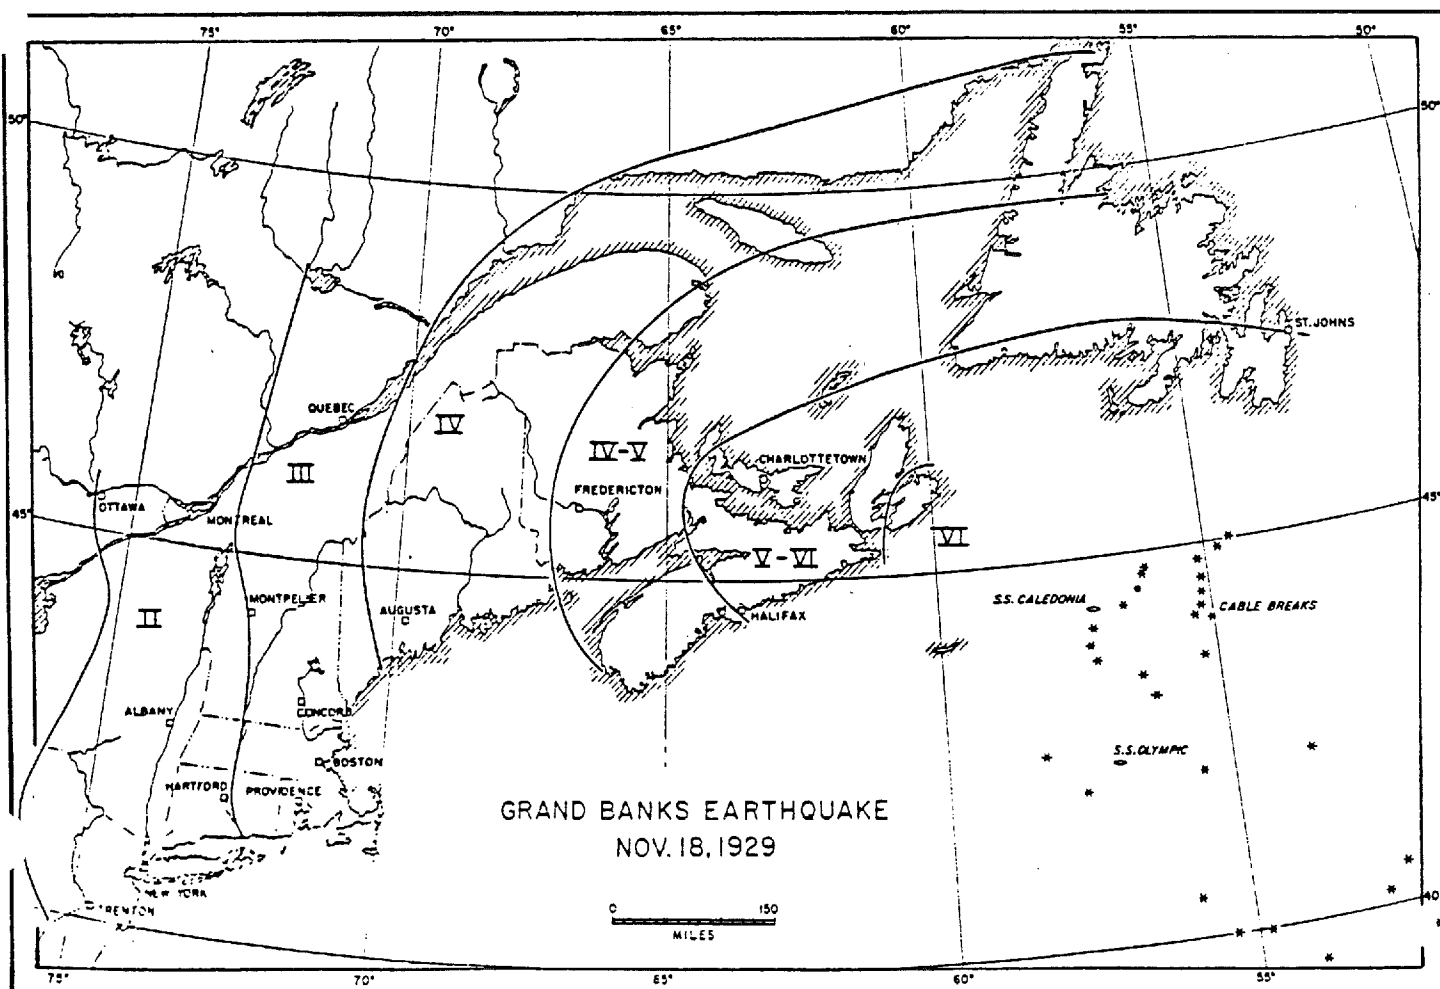 75° 70° 65° 60° 55° 50°
50° 50°
ST. JOHNS
QUEBEC
IV
III
IV-V
CHARLOTTETOWN
FREDERICTON
OTTAWA
45° 45°
MONTREAL
VI
V-VI
II
MONTPELIER
AUGUSTA
HALIFAX
S.S. CALEDONIA
CABLE BREAKS
ALBANY
CONCORD
BOSTON
S.S. OLYMPIC
HARTFORD PROVIDENCE
GRAND BANKS EARTHQUAKE
NOV. 18, 1929
NEW YORK
TRENTON
0 150
MILES
40°
75° 70° 65° 60° 55°